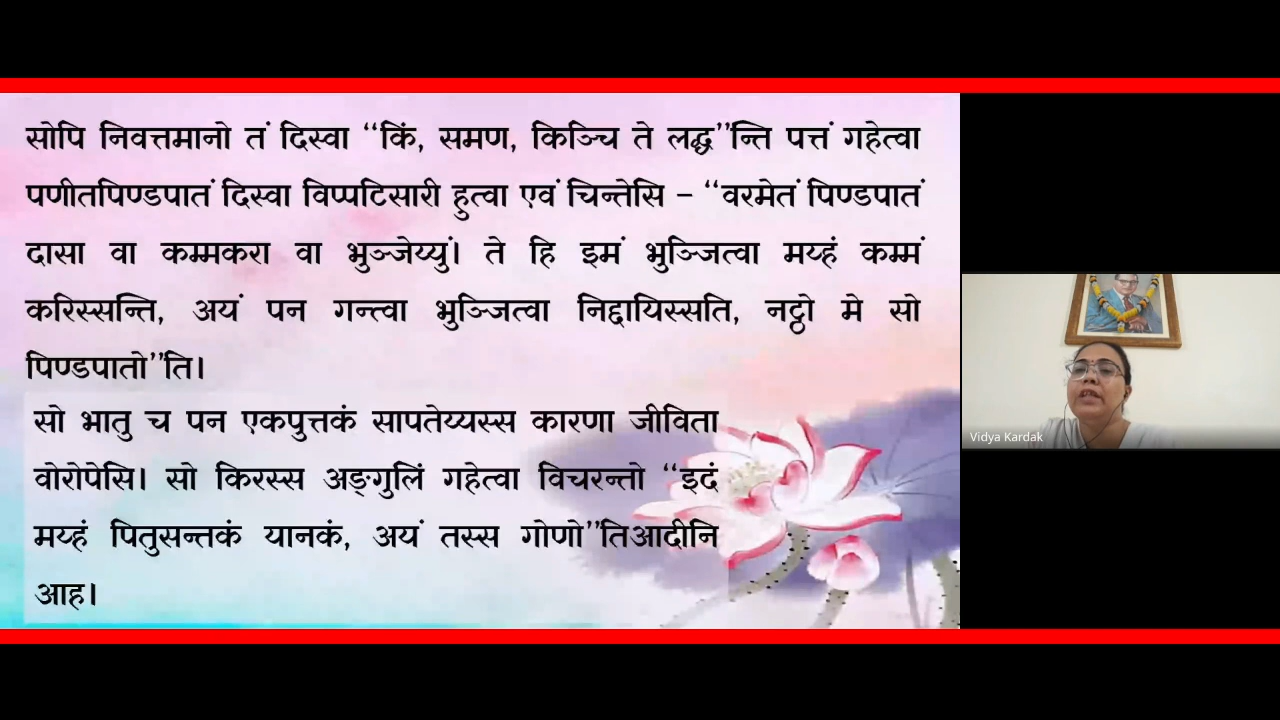 सोपि निवत्तमानो तं दिस्वा ‘‘किं, समण, किञ्चि ते लद्ध’’न्ति पत्तं गहेत्वा
पणीतपिण्डपातं दिस्वा विप्पटिसारी हुत्वा एवं चिन्तेसि – ‘‘वरमेतं पिण्डपातं
दासा वा कम्मकरा वा भुञ्जेय्युं। ते हि इमं भुञ्जित्वा मय्हं कम्मं
करिस्सन्ति, अयं पन गन्त्वा भुञ्जित्वा निद्दायिस्सति, नट्ठो मे सो
पिण्डपातो’’ति।
सो भातु च पन एकपुत्तकं सापतेय्यस्स कारणा जीविता
वोरोपेसि। सो किरस्स अङ्गुलिं गहेत्वा विचरन्तो ‘‘इदं
मय्हं पितुसन्तकं यानकं, अयं तस्स गोणो’’तिआदीनि
आह।
Vidya Kardak